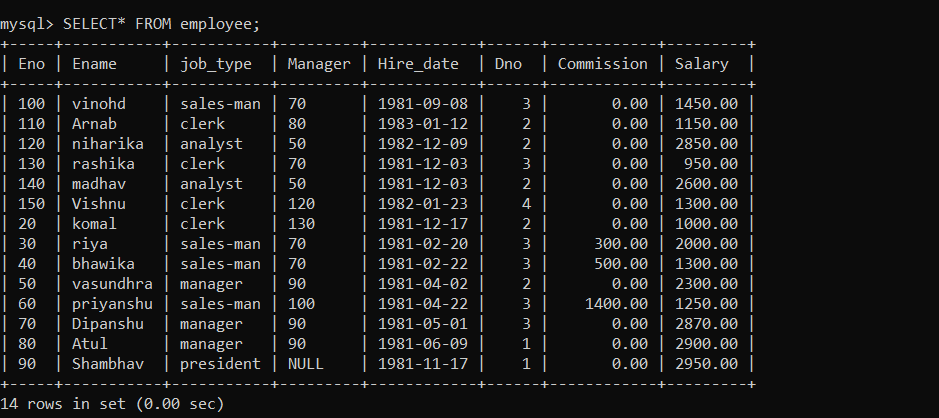 mysql> SELECT* FROM employee;
+-----+-----------+-----------+---------+------------+------+------------+---------+
| Eno | Ename     | job_type  | Manager | Hire_date  | Dno  | Commission | Salary  |
+-----+-----------+-----------+---------+------------+------+------------+---------+
| 100 | vinohd    | sales-man | 70      | 1981-09-08 |    3 |       0.00 | 1450.00 |
| 110 | Arnab     | clerk     | 80      | 1983-01-12 |    2 |       0.00 | 1150.00 |
| 120 | niharika  | analyst   | 50      | 1982-12-09 |    2 |       0.00 | 2850.00 |
| 130 | rashika   | clerk     | 70      | 1981-12-03 |    3 |       0.00 |  950.00 |
| 140 | madhav    | analyst   | 50      | 1981-12-03 |    2 |       0.00 | 2600.00 |
| 150 | Vishnu    | clerk     | 120     | 1982-01-23 |    4 |       0.00 | 1300.00 |
| 20  | komal     | clerk     | 130     | 1981-12-17 |    2 |       0.00 | 1000.00 |
| 30  | riya      | sales-man | 70      | 1981-02-20 |    3 |     300.00 | 2000.00 |
| 40  | bhawika   | sales-man | 70      | 1981-02-22 |    3 |     500.00 | 1300.00 |
| 50  | vasundhra | manager   | 90      | 1981-04-02 |    2 |       0.00 | 2300.00 |
| 60  | priyanshu | sales-man | 100     | 1981-04-22 |    3 |    1400.00 | 1250.00 |
| 70  | Dipanshu  | manager   | 90      | 1981-05-01 |    3 |       0.00 | 2870.00 |
| 80  | Atul      | manager   | 90      | 1981-06-09 |    1 |       0.00 | 2900.00 |
| 90  | Shambhav  | president | NULL    | 1981-11-17 |    1 |       0.00 | 2950.00 |
+-----+-----------+-----------+---------+------------+------+------------+---------+
14 rows in set (0.00 sec)